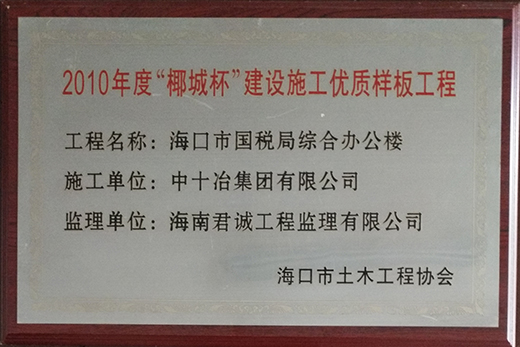 2010年度“椰城杯”建设施工优质样板工程
工程名称：海口市国税局综合办公楼
施工单位：中十冶集团有限公司
监理单位：海南君诚工程监理有限公司
海口市土木工程协会